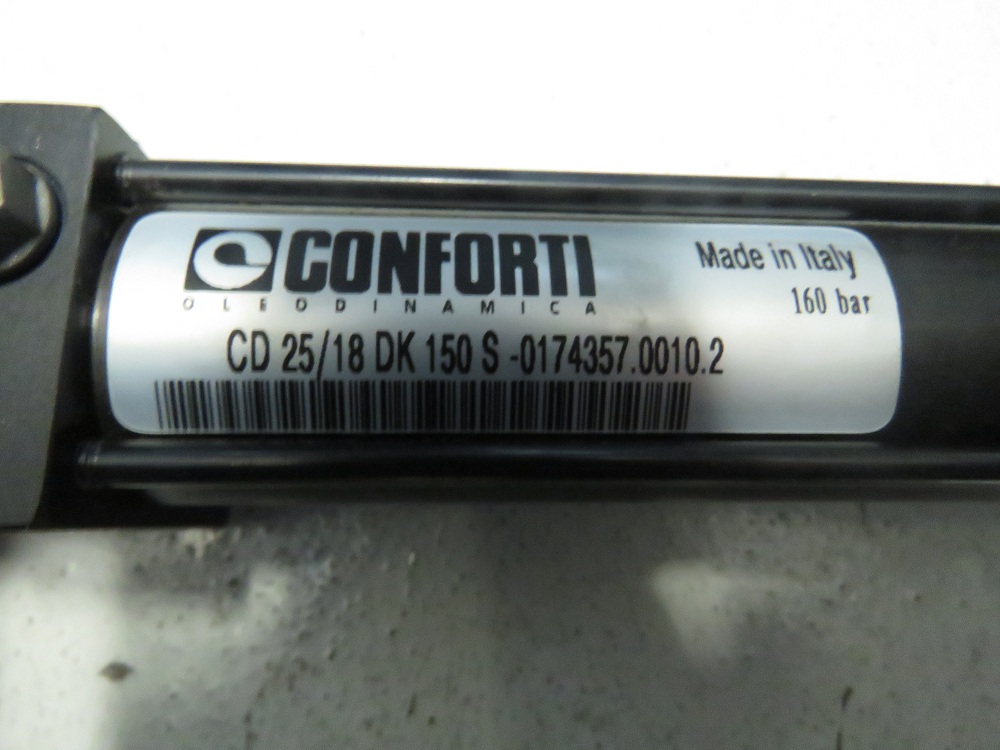 CONFORTI
OLEODINAMICA
Made in Italy
160 bar
CD 25/18 DK 150 S -0174357.0010.2